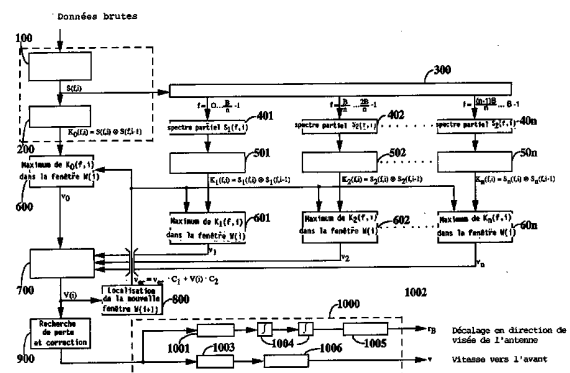 Données brutes
100
S(f,i)
300
f= 0...B/n -1
f= B/n ... 2B/n -1
f= (n-1)B/n ... B -1
401
402
40n
spectre partiel S₁(f,i)
spectre partiel S₂(f,i)
spectre partiel S₂(f,i)
200
K₀(f,i) = S(f,i) ⊗ S(f,i-1)
501
502
50n
K₁(f,i) = S₁(f,i) ⊗ S₁(f,i-1)
K₂(f,i) = S₂(f,i) ⊗ S₂(f,i-1)
Kₙ(f,i) = Sₙ(f,i) ⊗ Sₙ(f,i-1)
Maximum de K₀(f,i) dans la fenêtre W(i)
600
v₀
Maximum de K₁(f,i) dans la fenêtre W(i)
601
Maximum de K₂(f,i) dans la fenêtre W(i)
602
Maximum de Kₙ(f,i) dans la fenêtre W(i)
60n
v₁
v₂
vₙ
700
· C₁ + V(i) · C₂
V(i)
Localisation de la nouvelle fenêtre W(i+1)
800
Recherche de perte et correction
900
1000
1002
1001
1004
1005
r_B
Décalage en direction de visée de l'antenne
1003
1006
v
Vitesse vers l'avant